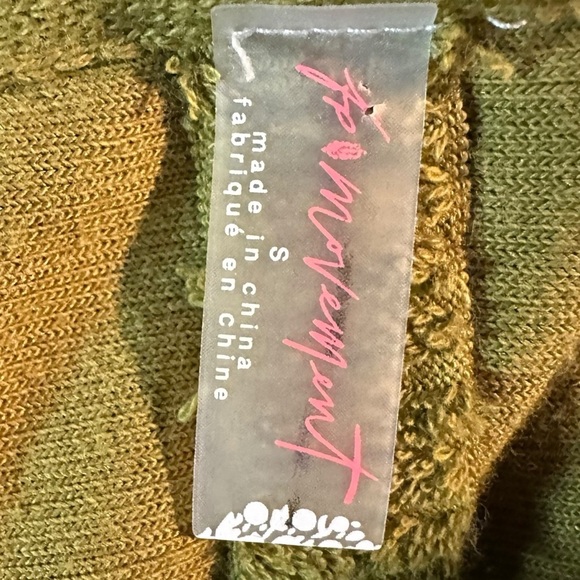 fp movement
S
made in china
fabriqué en chine